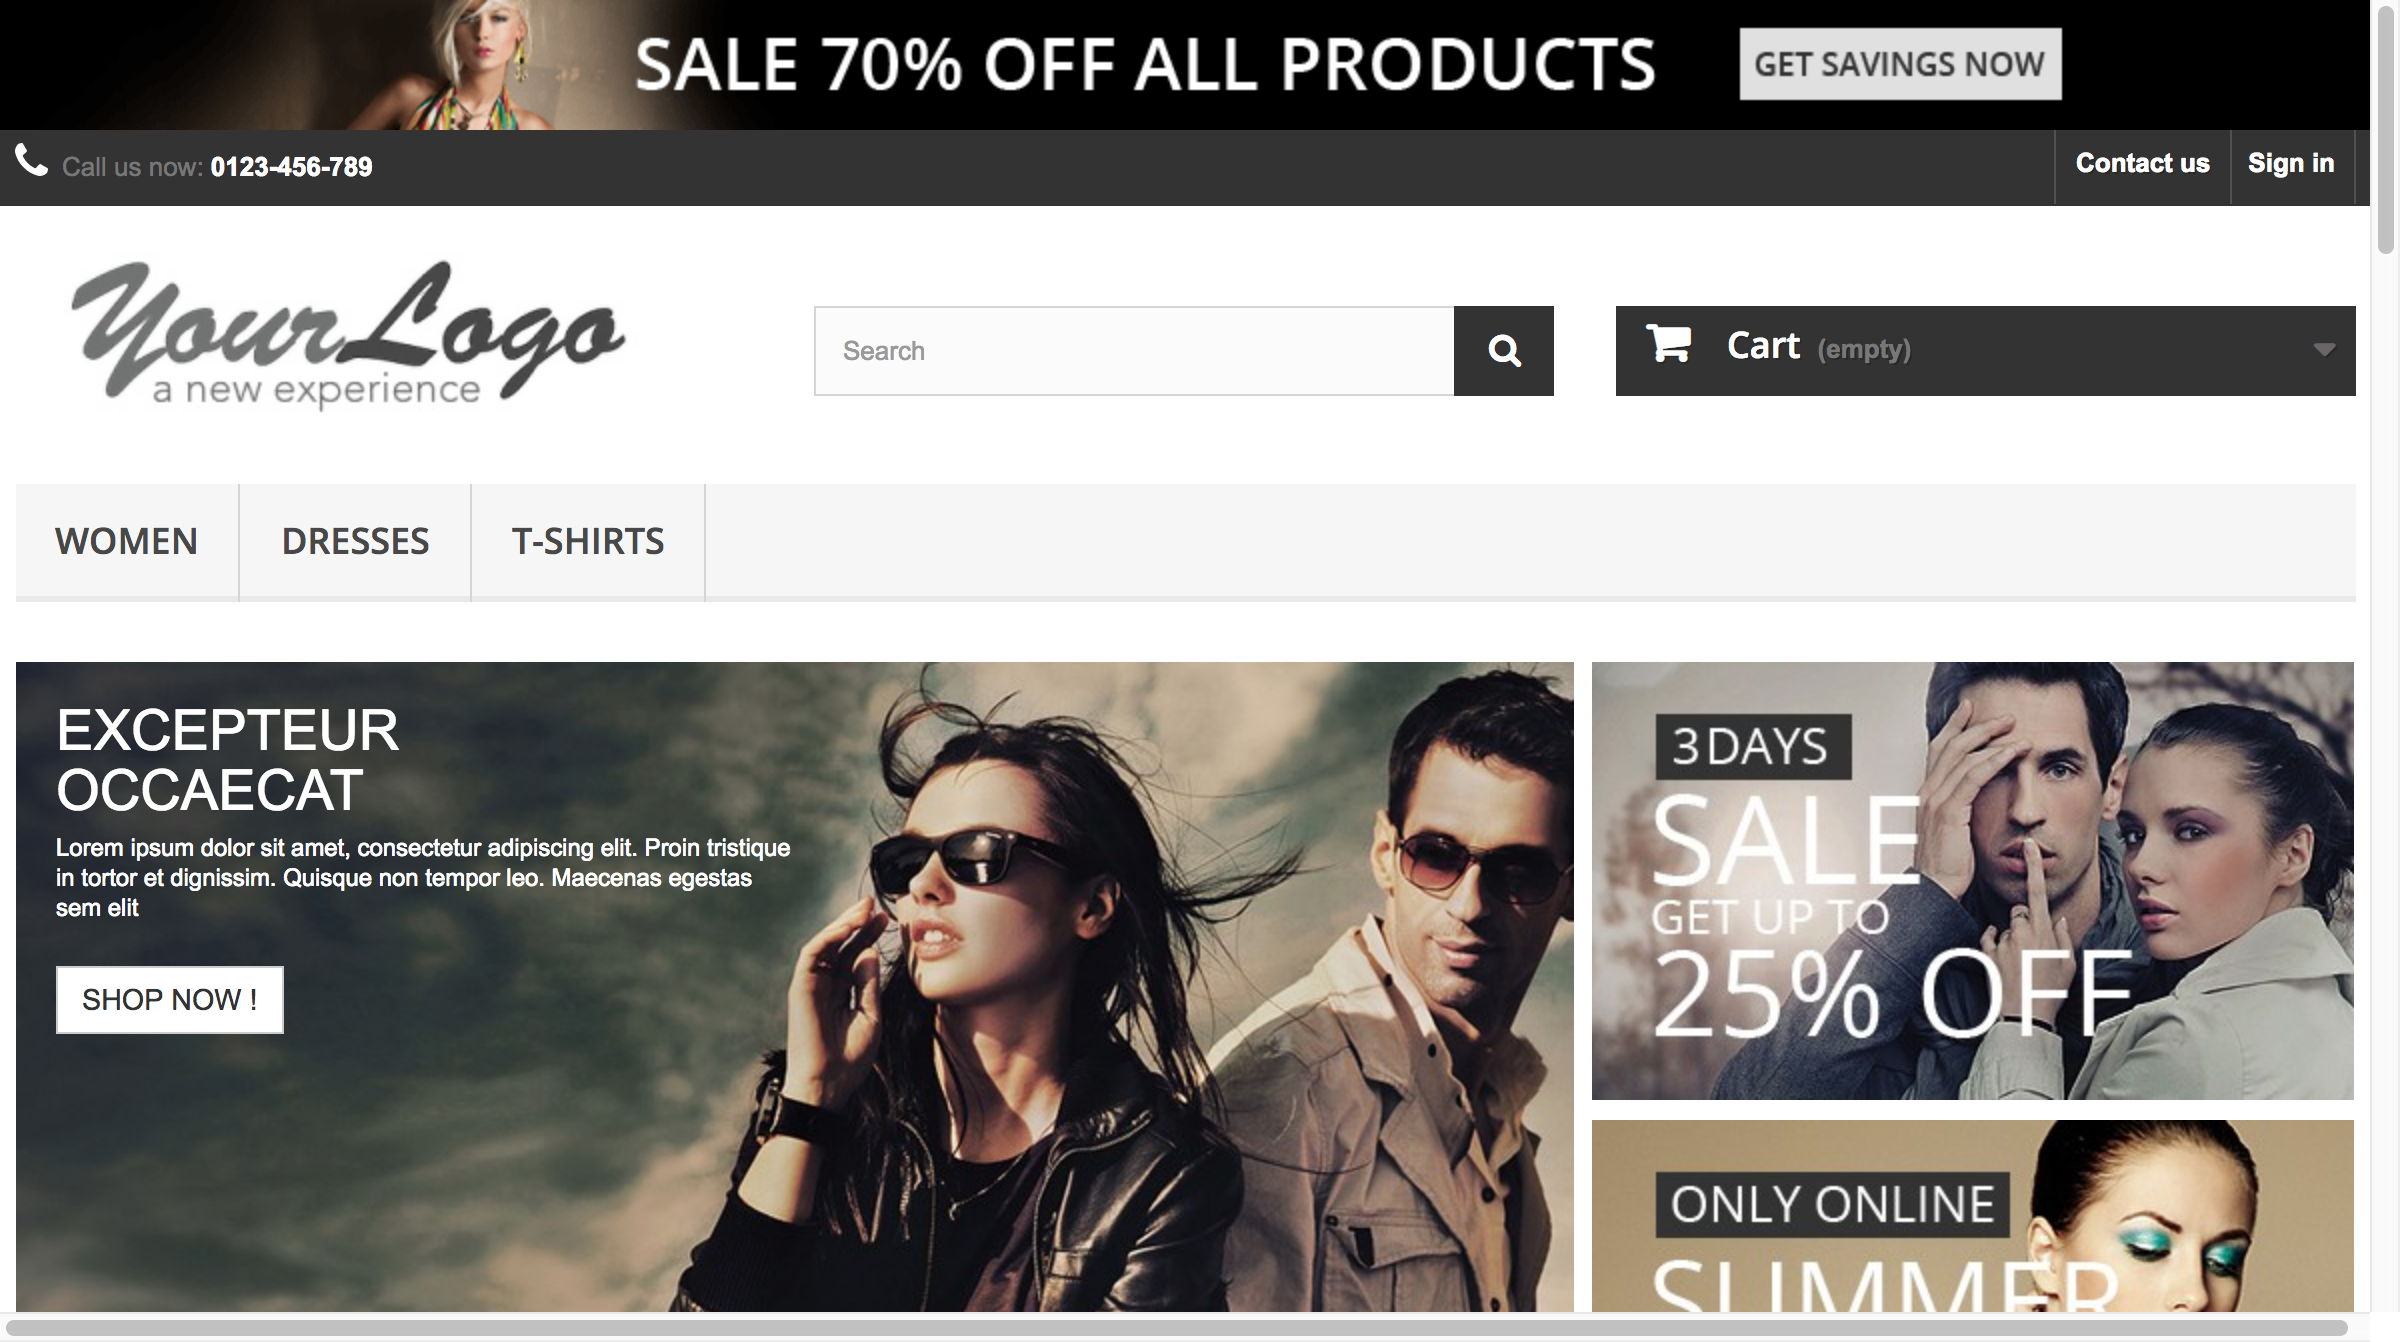 SALE 70% OFF ALL PRODUCTS GET SAVINGS NOW
Call us now: 0123-456-789 Contact us Sign in
YourLogo
a new experience
Search Cart (empty)
WOMEN DRESSES T-SHIRTS
EXCEPTEUR
OCCAECAT
Lorem ipsum dolor sit amet, consectetur adipiscing elit. Proin tristique
in tortor et dignissim. Quisque non tempor leo. Maecenas egestas
sem elit
SHOP NOW !
3 DAYS
SALE
GET UP TO
25% OFF
ONLY ONLINE
SUMMER